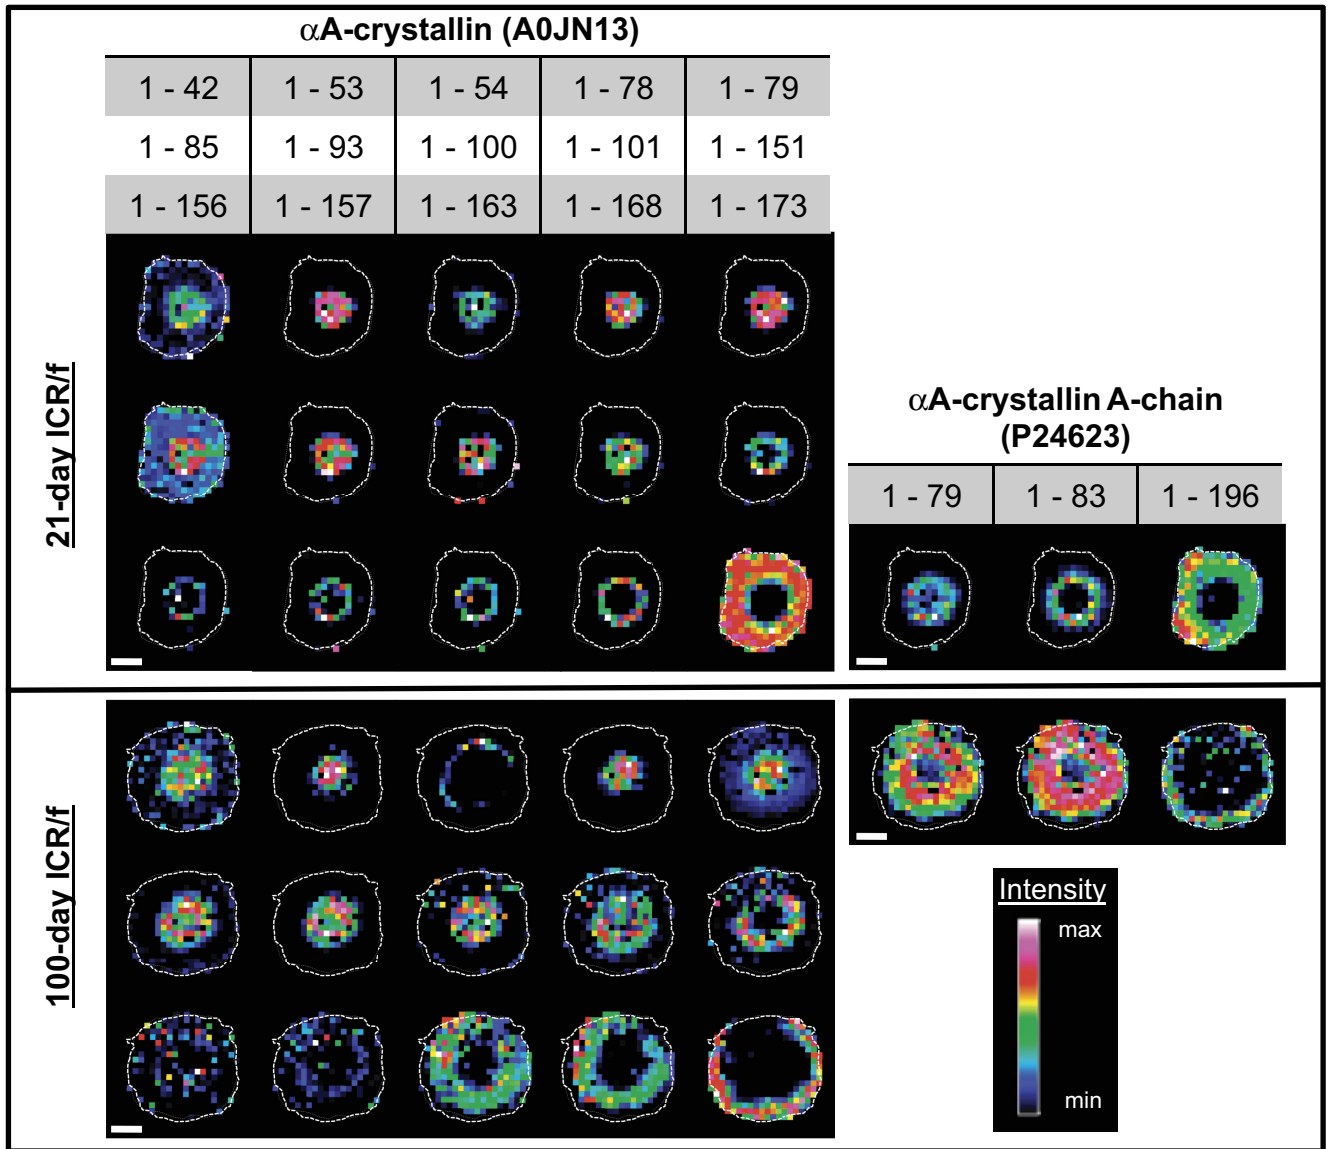 αA-crystallin (A0JN13)
1 - 42 1 - 53 1 - 54 1 - 78 1 - 79
1 - 85 1 - 93 1 - 100 1 - 101 1 - 151
1 - 156 1 - 157 1 - 163 1 - 168 1 - 173
21-day ICR/f
αA-crystallin A-chain
(P24623)
1 - 79 1 - 83 1 - 196
100-day ICR/f
Intensity
max
min